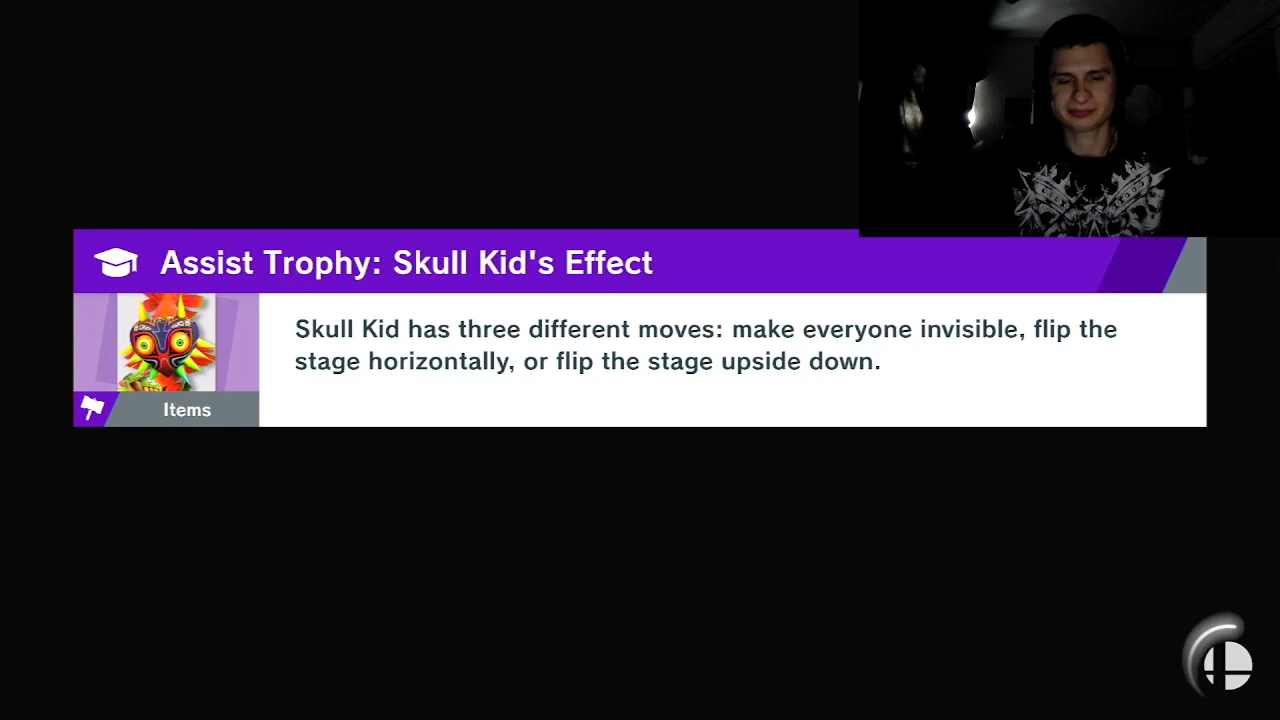 Assist Trophy: Skull Kid's Effect
Skull Kid has three different moves: make everyone invisible, flip the
stage horizontally, or flip the stage upside down.
Items